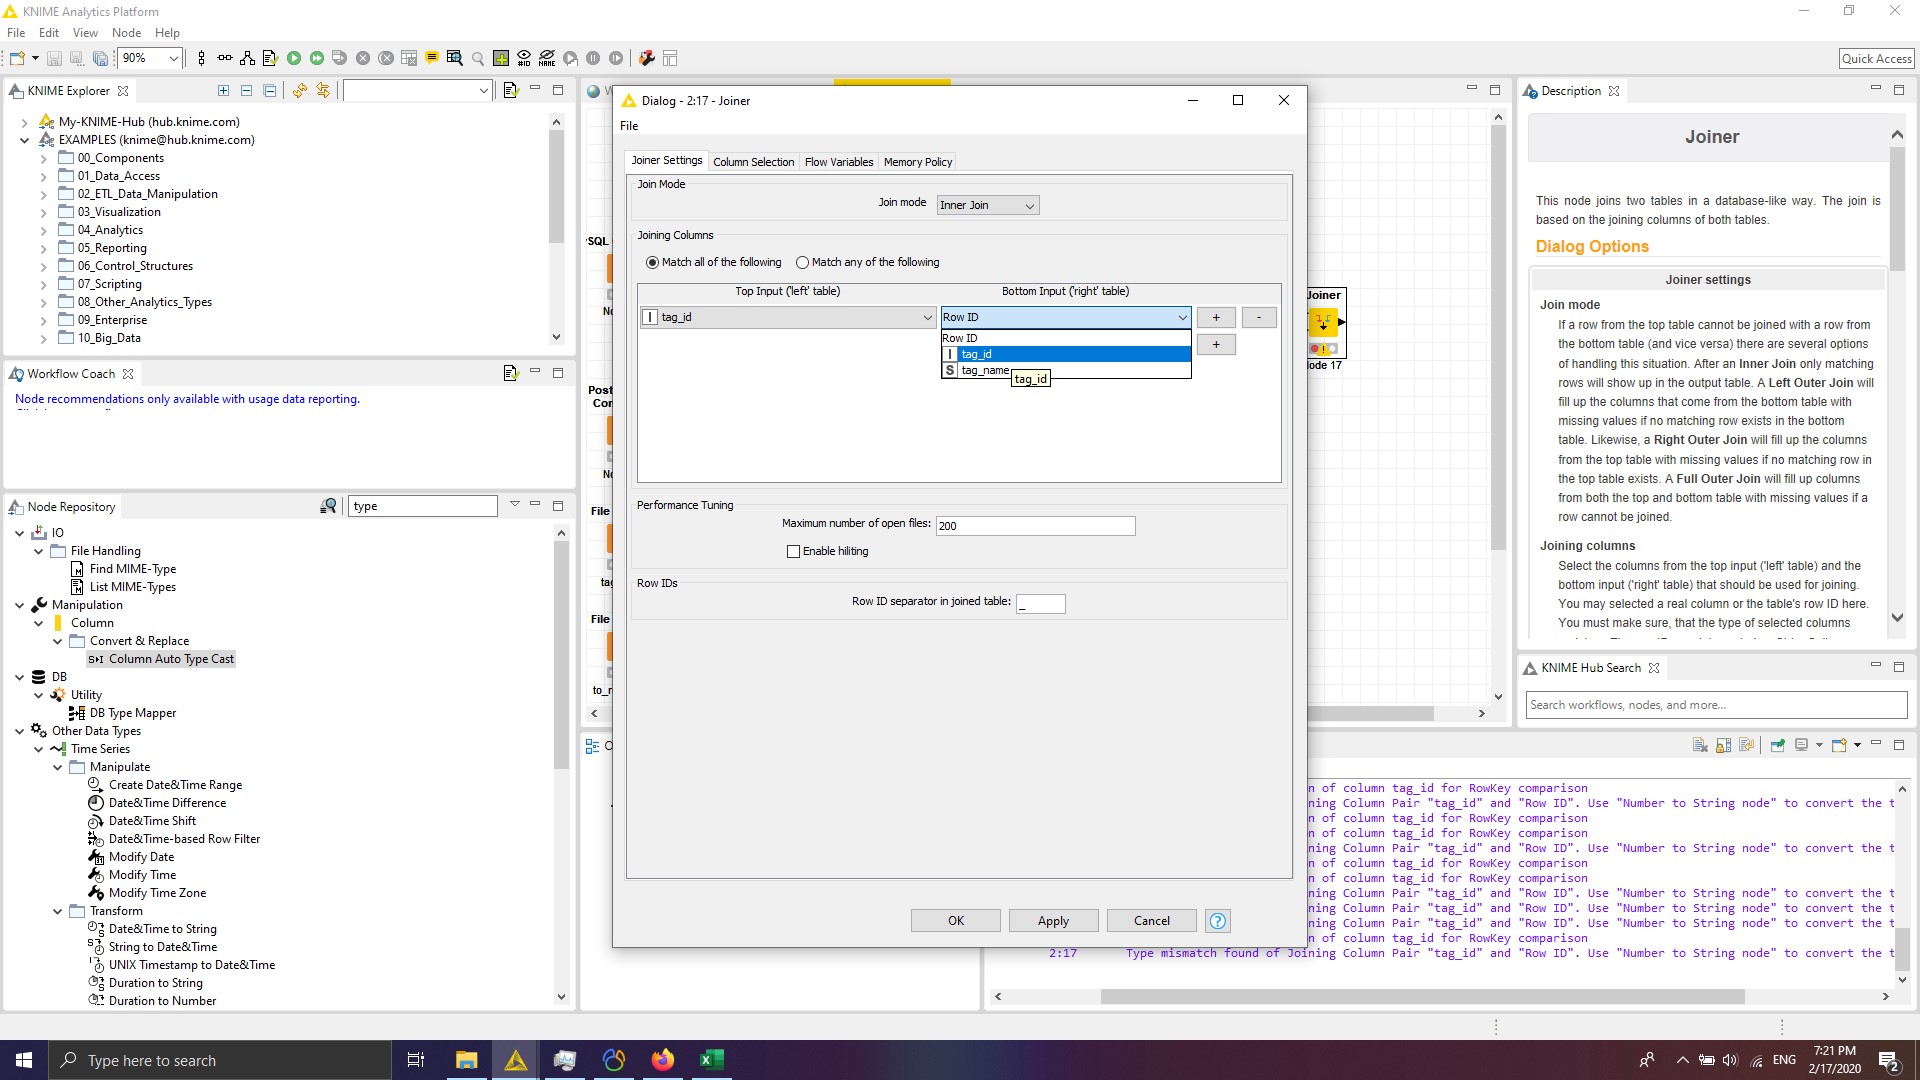 KNIME Analytics Platform
File Edit View Node Help
90%
Quick Access
KNIME Explorer
My-KNIME-Hub (hub.knime.com)
EXAMPLES (knime@hub.knime.com)
00_Components
01_Data_Access
02_ETL_Data_Manipulation
03_Visualization
04_Analytics
05_Reporting
06_Control_Structures
07_Scripting
08_Other_Analytics_Types
09_Enterprise
10_Big_Data
Workflow Coach
Node recommendations only available with usage data reporting.
Node Repository
type
IO
File Handling
Find MIME-Type
List MIME-Types
Manipulation
Column
Convert & Replace
Column Auto Type Cast
DB
Utility
DB Type Mapper
Other Data Types
Time Series
Manipulate
Create Date&Time Range
Date&Time Difference
Date&Time Shift
Date&Time-based Row Filter
Modify Date
Modify Time
Modify Time Zone
Transform
Date&Time to String
String to Date&Time
UNIX Timestamp to Date&Time
Duration to String
Duration to Number
SQL
Post
Con
File
tag
File
to_r
Dialog - 2:17 - Joiner
File
Joiner Settings Column Selection Flow Variables Memory Policy
Join Mode
Join mode Inner Join
Joining Columns
Match all of the following Match any of the following
Top Input ('left' table) Bottom Input ('right' table)
I tag_id Row ID + -
Row ID
I tag_id
S tag_name
tag_id
+
Performance Tuning
Maximum number of open files: 200
Enable hiliting
Row IDs
Row ID separator in joined table: _
OK Apply Cancel ?
Joiner
ode 17
Description
Joiner
This node joins two tables in a database-like way. The join is
based on the joining columns of both tables.
Dialog Options
Joiner settings
Join mode
If a row from the top table cannot be joined with a row from
the bottom table (and vice versa) there are several options
of handling this situation. After an Inner Join only matching
rows will show up in the output table. A Left Outer Join will
fill up the columns that come from the bottom table with
missing values if no matching row exists in the bottom
table. Likewise, a Right Outer Join will fill up the columns
from the top table with missing values if no matching row in
the top table exists. A Full Outer Join will fill up columns
from both the top and bottom table with missing values if a
row cannot be joined.
Joining columns
Select the columns from the top input ('left' table) and the
bottom input ('right' table) that should be used for joining.
You may selected a real column or the table's row ID here.
You must make sure, that the type of selected columns
KNIME Hub Search
Search workflows, nodes, and more...
n of column tag_id for RowKey comparison
ning Column Pair "tag_id" and "Row ID". Use "Number to String node" to convert the t
n of column tag_id for RowKey comparison
n of column tag_id for RowKey comparison
ning Column Pair "tag_id" and "Row ID". Use "Number to String node" to convert the t
n of column tag_id for RowKey comparison
n of column tag_id for RowKey comparison
ning Column Pair "tag_id" and "Row ID". Use "Number to String node" to convert the t
ning Column Pair "tag_id" and "Row ID". Use "Number to String node" to convert the t
ning Column Pair "tag_id" and "Row ID". Use "Number to String node" to convert the t
n of column tag_id for RowKey comparison
2:17 Type mismatch found of Joining Column Pair "tag_id" and "Row ID". Use "Number to String node" to convert the t
Type here to search
ENG
7:21 PM
2/17/2020
2